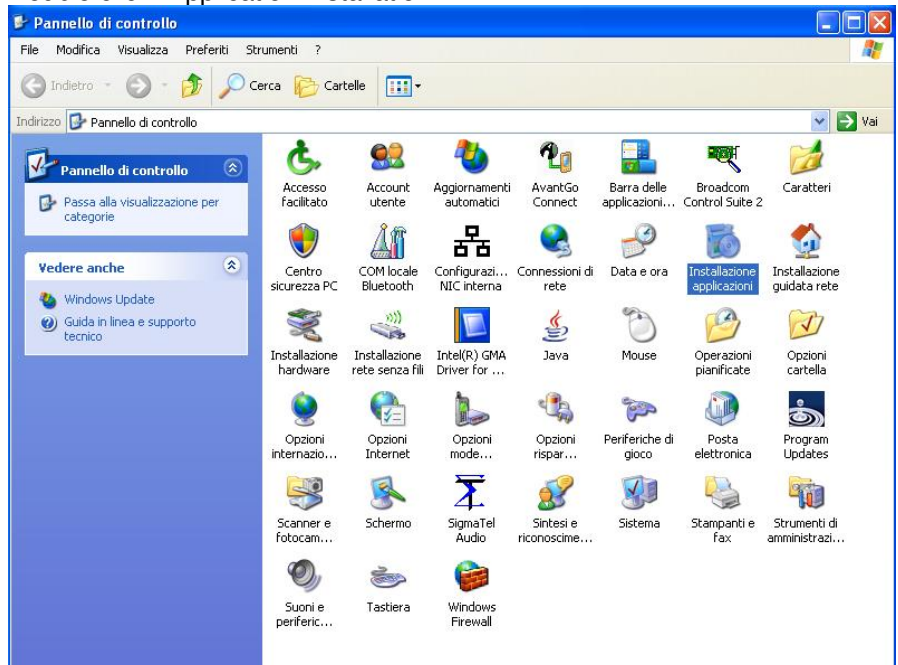 Pannello di controllo
File Modifica Visualizza Preferiti Strumenti ?
Indietro Cerca Cartelle
Indirizzo Pannello di controllo Vai
Pannello di controllo
Passa alla visualizzazione per
categorie
Vedere anche
Windows Update
Guida in linea e supporto
tecnico
Accesso
facilitato
Account
utente
Aggiornamenti
automatici
AvantGo
Connect
Barra delle
applicazioni...
Broadcom
Control Suite 2
Caratteri
Centro
sicurezza PC
COM locale
Bluetooth
Configurazi...
NIC interna
Connessioni di
rete
Data e ora
Installazione
applicazioni
Installazione
guidata rete
Installazione
hardware
Installazione
rete senza fili
Intel(R) GMA
Driver for ...
Java
Mouse
Operazioni
pianificate
Opzioni
cartella
Opzioni
internazio...
Opzioni
Internet
Opzioni
mode...
Opzioni
rispar...
Periferiche di
gioco
Posta
elettronica
Program
Updates
Scanner e
fotocam...
Schermo
SigmaTel
Audio
Sintesi e
riconoscime...
Sistema
Stampanti e
fax
Strumenti di
amministrazi...
Suoni e
periferic...
Tastiera
Windows
Firewall